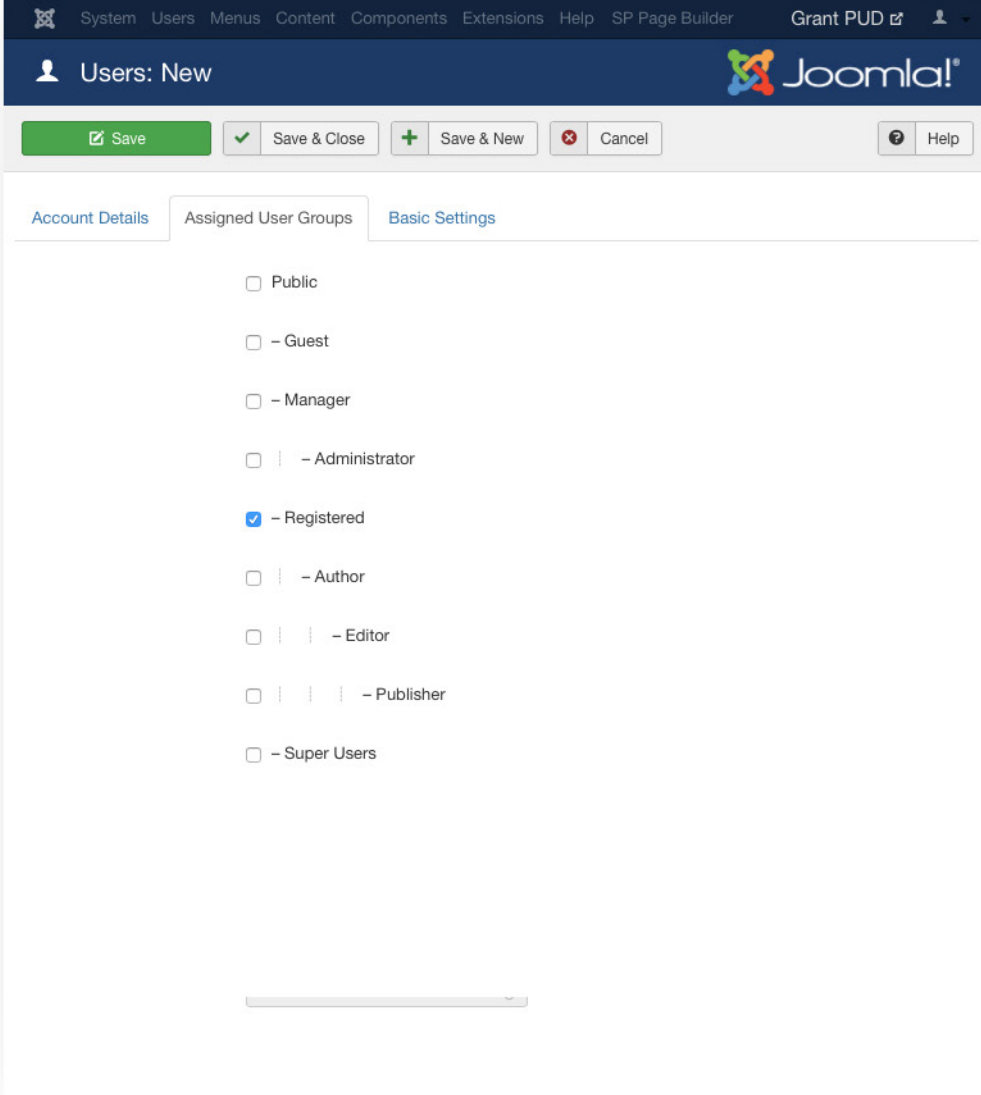 System Users Menus Content Components Extensions Help SP Page Builder Grant PUD
Users: New Joomla!®
Save Save & Close Save & New Cancel Help
Account Details Assigned User Groups Basic Settings
Public
– Guest
– Manager
– Administrator
– Registered
– Author
– Editor
– Publisher
– Super Users